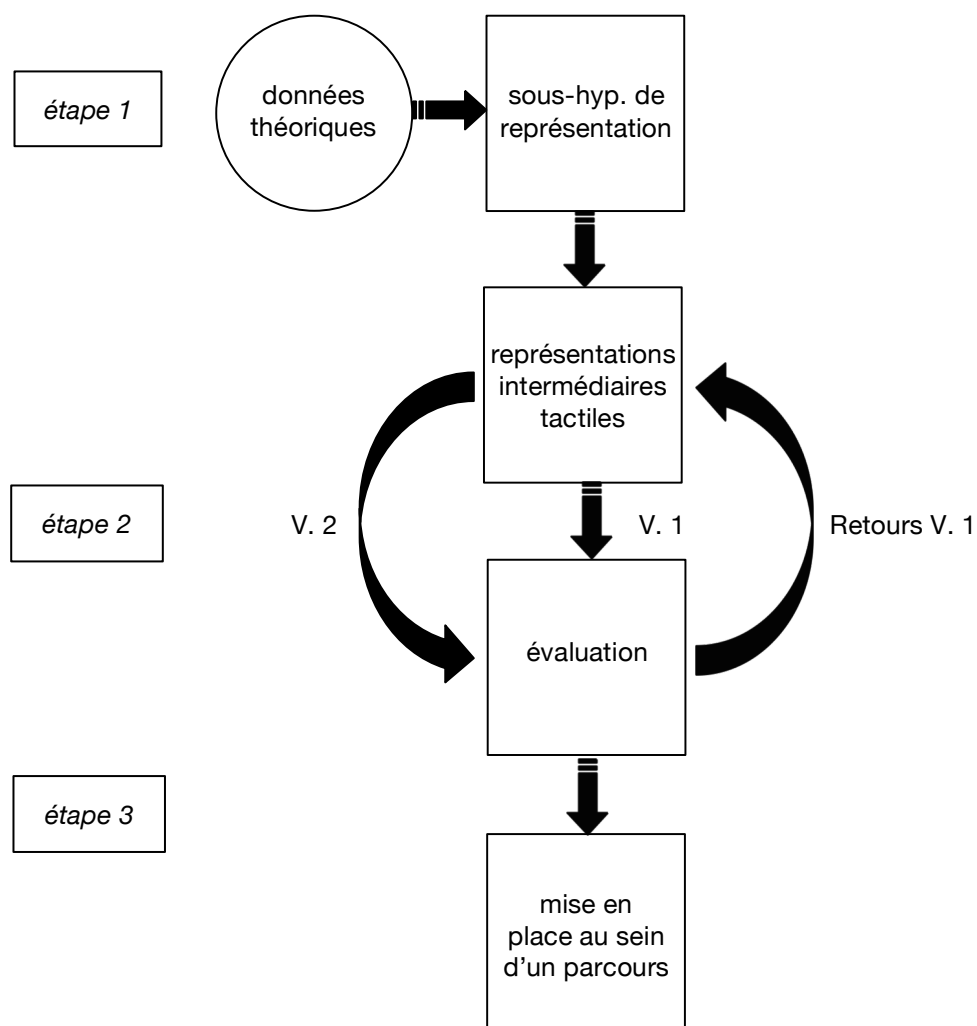 étape 1
données
théoriques
sous-hyp. de
représentation
représentations
intermédiaires
tactiles
étape 2
V. 2
V. 1
Retours V. 1
évaluation
étape 3
mise en
place au sein
d'un parcours